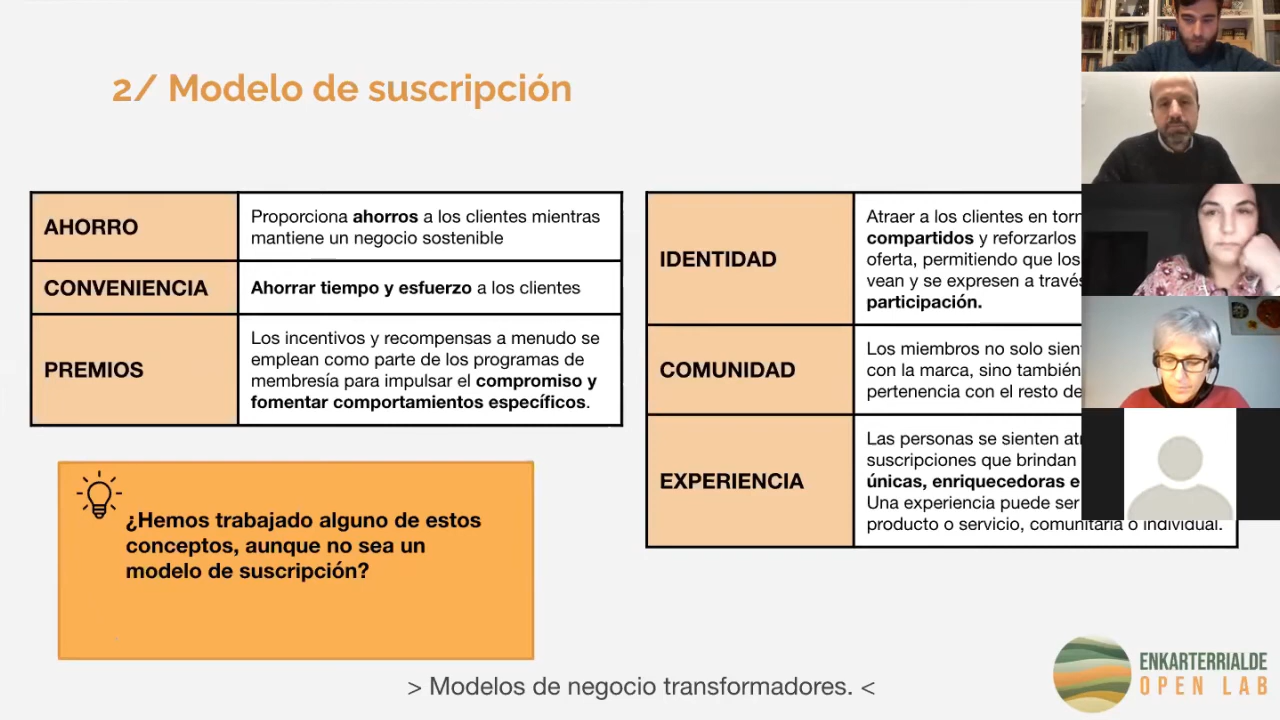 2/ Modelo de suscripción
AHORRO
Proporciona ahorros a los clientes mientras
mantiene un negocio sostenible
CONVENIENCIA
Ahorrar tiempo y esfuerzo a los clientes
PREMIOS
Los incentivos y recompensas a menudo se
emplean como parte de los programas de
membresía para impulsar el compromiso y
fomentar comportamientos específicos.
IDENTIDAD
Atraer a los clientes en
compartidos y reforzarlos
oferta, permitiendo que los
vean y se expresen a través
participación.
COMUNIDAD
Los miembros no solo
con la marca, sino también
pertenencia con el resto de
EXPERIENCIA
Las personas se sienten
suscripciones que brindan
únicas, enriquecedoras e
Una experiencia puede ser
producto o servicio, comunitaria o individual.
¿Hemos trabajado alguno de estos
conceptos, aunque no sea un
modelo de suscripción?
> Modelos de negocio transformadores. <
ENKARTERRIALDE
OPEN LAB